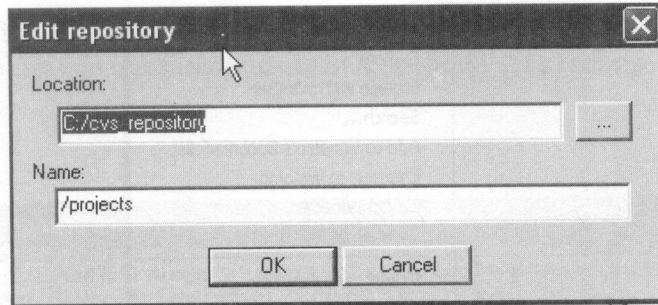 Edit repository
Location:
C:/cvs_repository
...
Name:
/projects
OK
Cancel